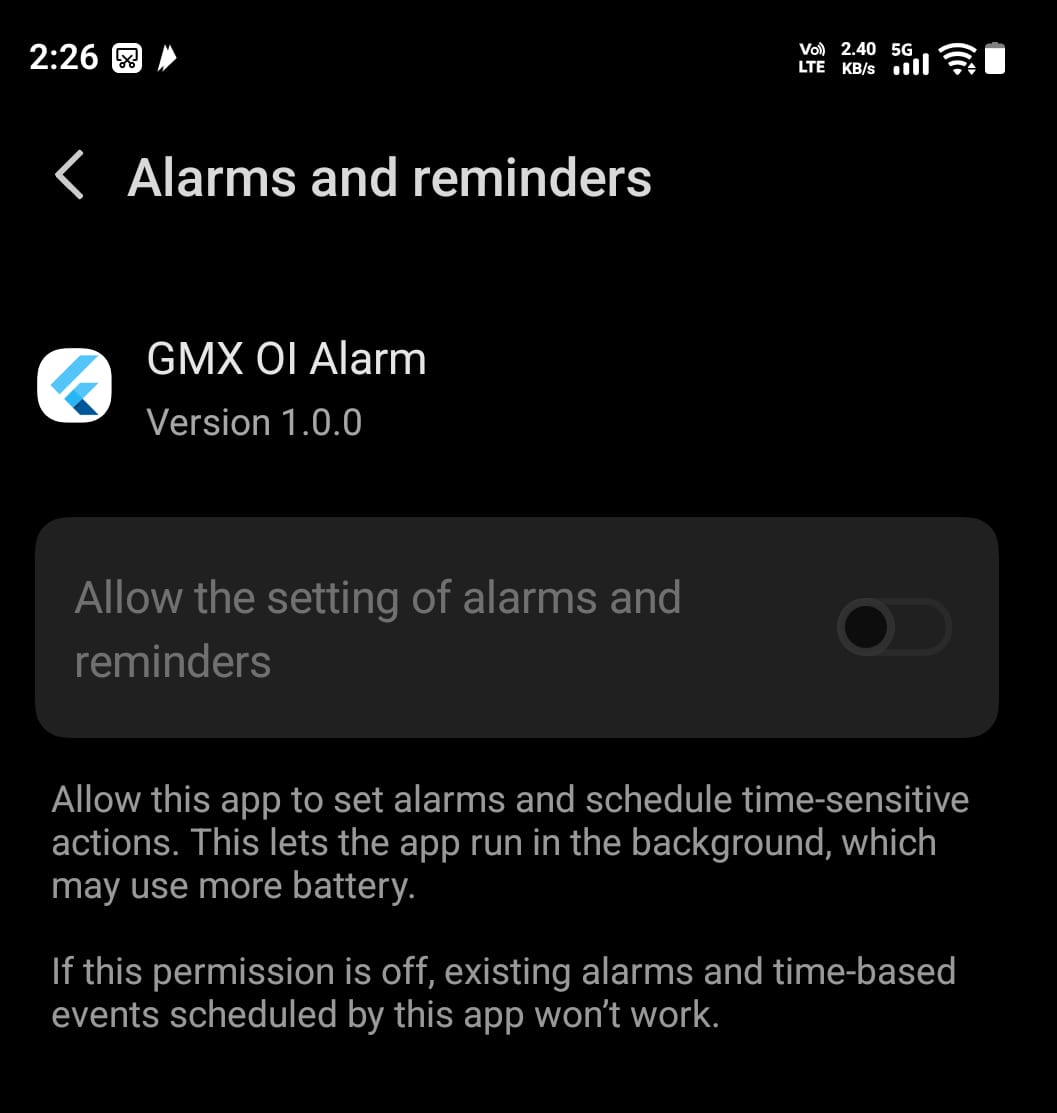 2:26 Vo)) LTE 2.40 KB/s 5G
Alarms and reminders
GMX OI Alarm
Version 1.0.0
Allow the setting of alarms and
reminders
Allow this app to set alarms and schedule time-sensitive
actions. This lets the app run in the background, which
may use more battery.
If this permission is off, existing alarms and time-based
events scheduled by this app won’t work.